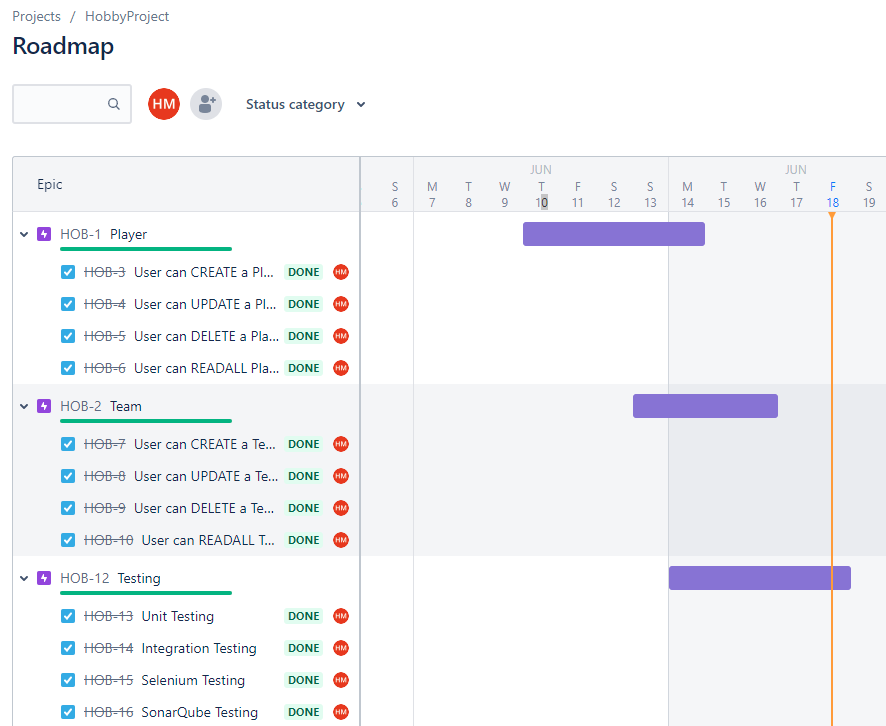 Projects / HobbyProject
Roadmap
HM Status category
Epic
JUN JUN
S M T W T F S S M T W T F S
6 7 8 9 10 11 12 13 14 15 16 17 18 19
HOB-1 Player
HOB-3 User can CREATE a Pl... DONE HM
HOB-4 User can UPDATE a Pl... DONE HM
HOB-5 User can DELETE a Pla... DONE HM
HOB-6 User can READALL Pla... DONE HM
HOB-2 Team
HOB-7 User can CREATE a Te... DONE HM
HOB-8 User can UPDATE a Te... DONE HM
HOB-9 User can DELETE a Te... DONE HM
HOB-10 User can READALL T... DONE HM
HOB-12 Testing
HOB-13 Unit Testing DONE HM
HOB-14 Integration Testing DONE HM
HOB-15 Selenium Testing DONE HM
HOB-16 SonarQube Testing DONE HM